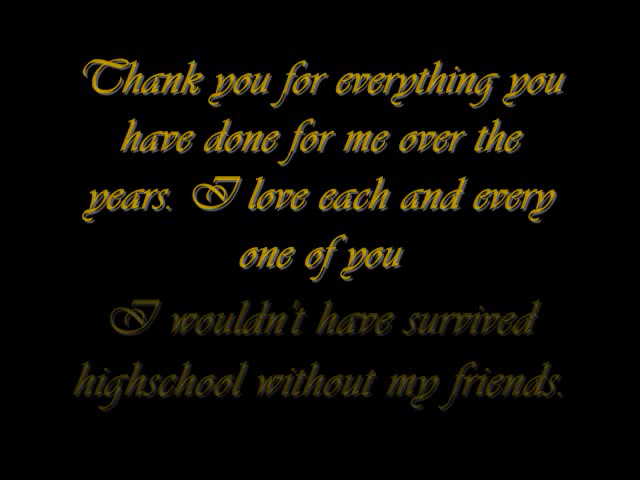 Thank you for everything you
have done for me over the
years. I love each and every
one of you
I wouldn't have survived
highschool without my friends.